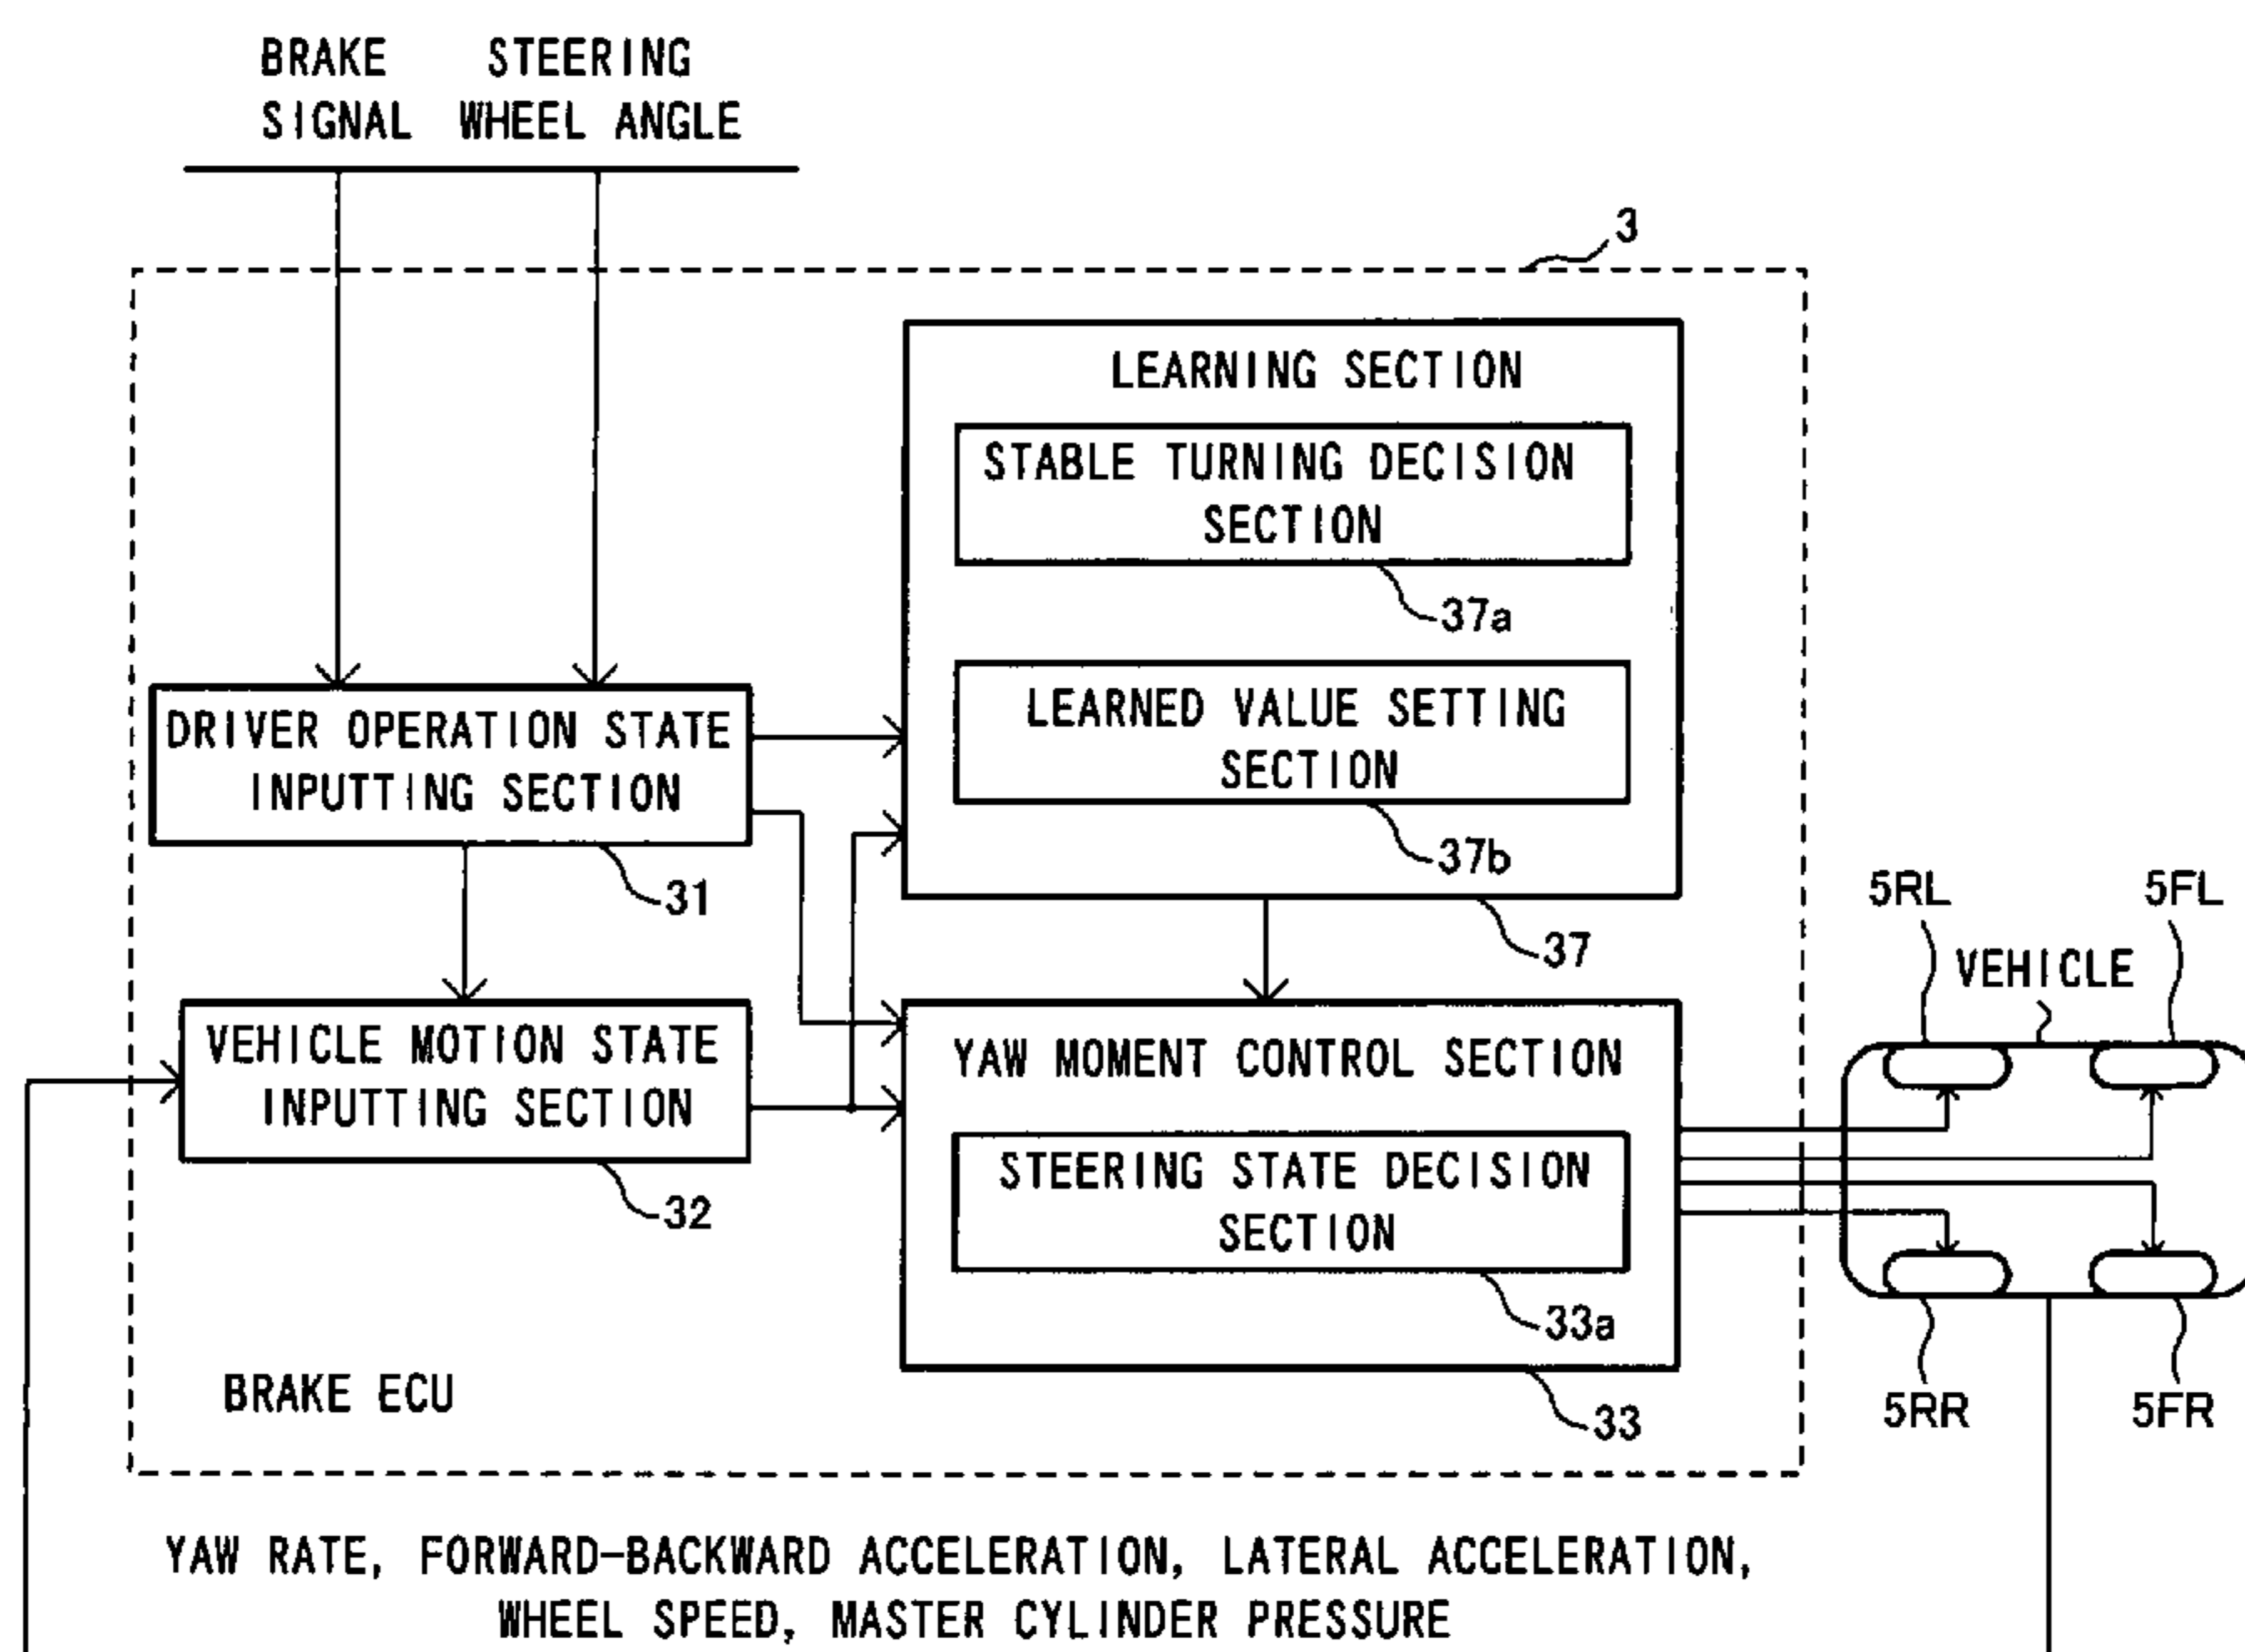 BRAKE SIGNAL
STEERING WHEEL ANGLE
3
LEARNING SECTION
STABLE TURNING DECISION
SECTION
37a
LEARNED VALUE SETTING
SECTION
37b
37
DRIVER OPERATION STATE
INPUTTING SECTION
31
VEHICLE MOTION STATE
INPUTTING SECTION
32
YAW MOMENT CONTROL SECTION
STEERING STATE DECISION
SECTION
33a
33
BRAKE ECU
5RL
5FL
VEHICLE
5RR
5FR
YAW RATE, FORWARD-BACKWARD ACCELERATION, LATERAL ACCELERATION,
WHEEL SPEED, MASTER CYLINDER PRESSURE